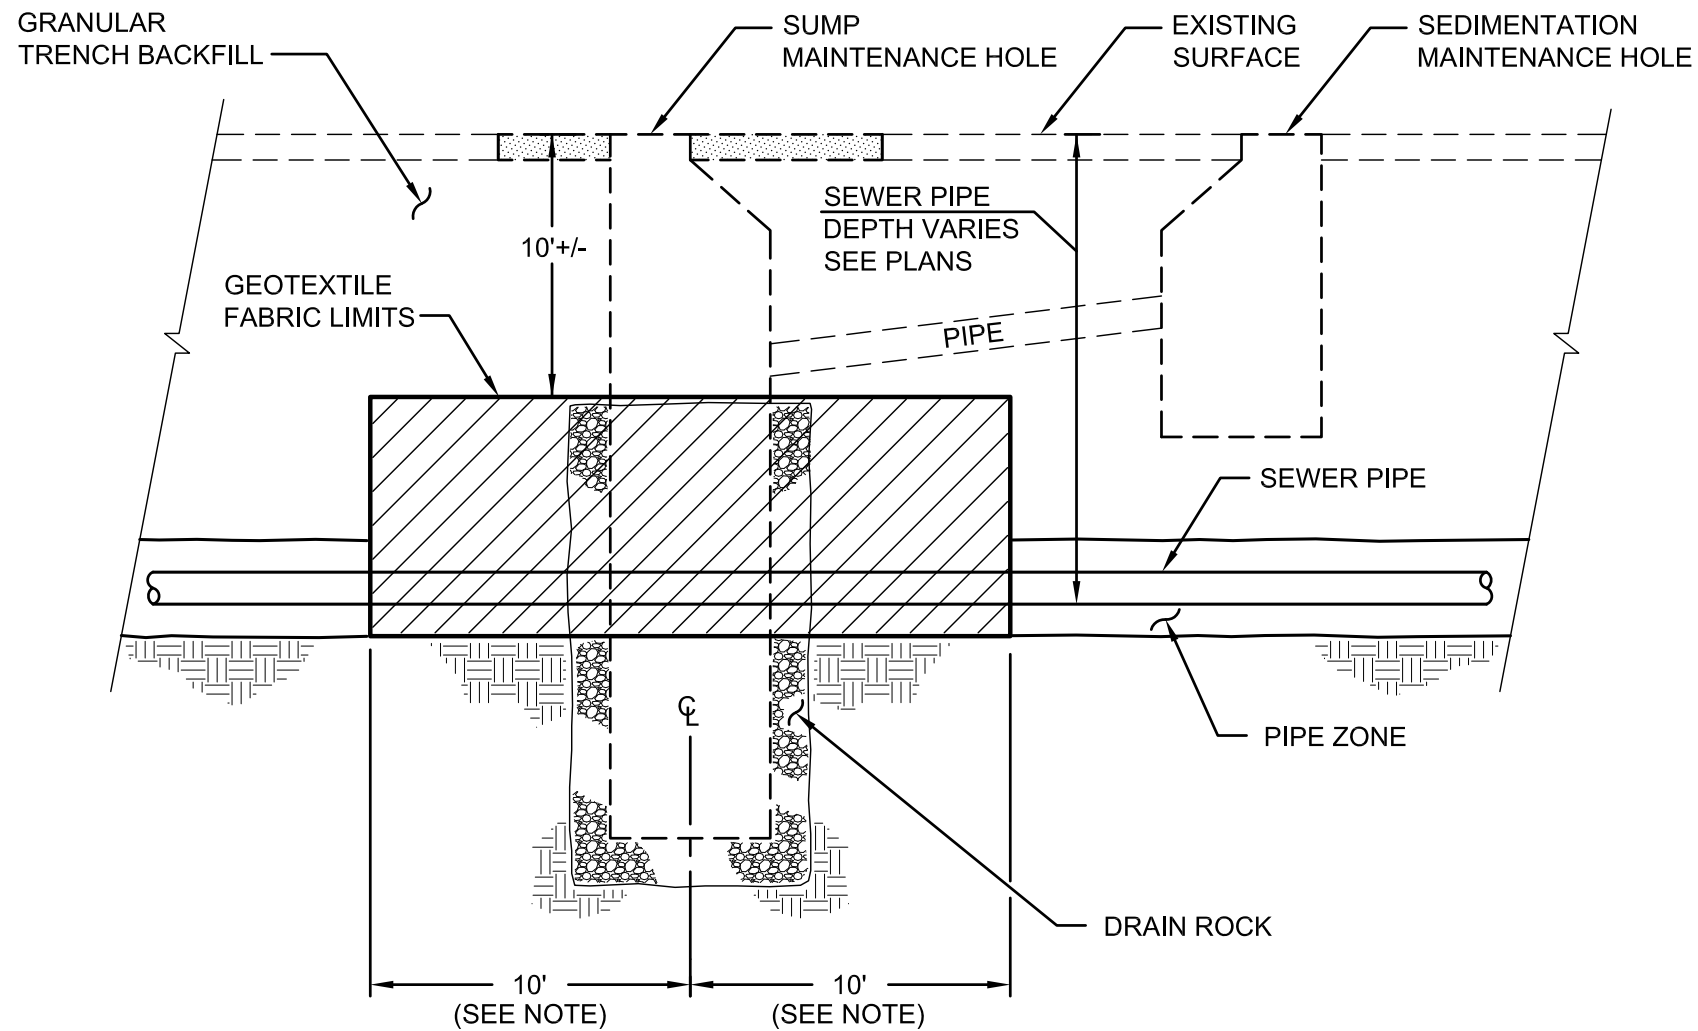 GRANULAR
TRENCH BACKFILL
SUMP
MAINTENANCE HOLE
EXISTING
SURFACE
SEDIMENTATION
MAINTENANCE HOLE
SEWER PIPE
DEPTH VARIES
SEE PLANS
10'+/-
GEOTEXTILE
FABRIC LIMITS
PIPE
SEWER PIPE
℄
PIPE ZONE
DRAIN ROCK
10'
(SEE NOTE)
10'
(SEE NOTE)